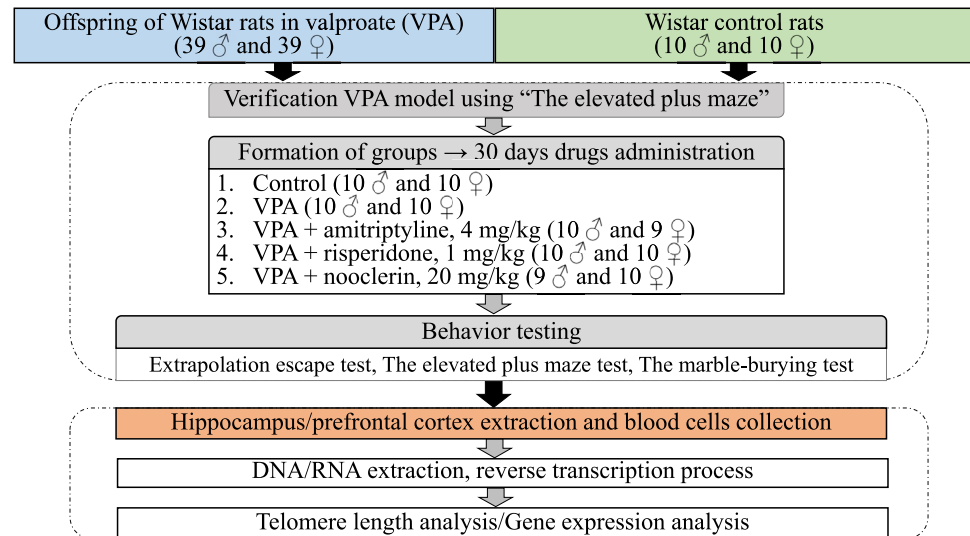 Offspring of Wistar rats in valproate (VPA)
(39 ♂ and 39 ♀)
Wistar control rats
(10 ♂ and 10 ♀)
Verification VPA model using “The elevated plus maze”
Formation of groups → 30 days drugs administration
1. Control (10 ♂ and 10 ♀)
2. VPA (10 ♂ and 10 ♀)
3. VPA + amitriptyline, 4 mg/kg (10 ♂ and 9 ♀)
4. VPA + risperidone, 1 mg/kg (10 ♂ and 10 ♀)
5. VPA + nooclerin, 20 mg/kg (9 ♂ and 10 ♀)
Behavior testing
Extrapolation escape test, The elevated plus maze test, The marble-burying test
Hippocampus/prefrontal cortex extraction and blood cells collection
DNA/RNA extraction, reverse transcription process
Telomere length analysis/Gene expression analysis